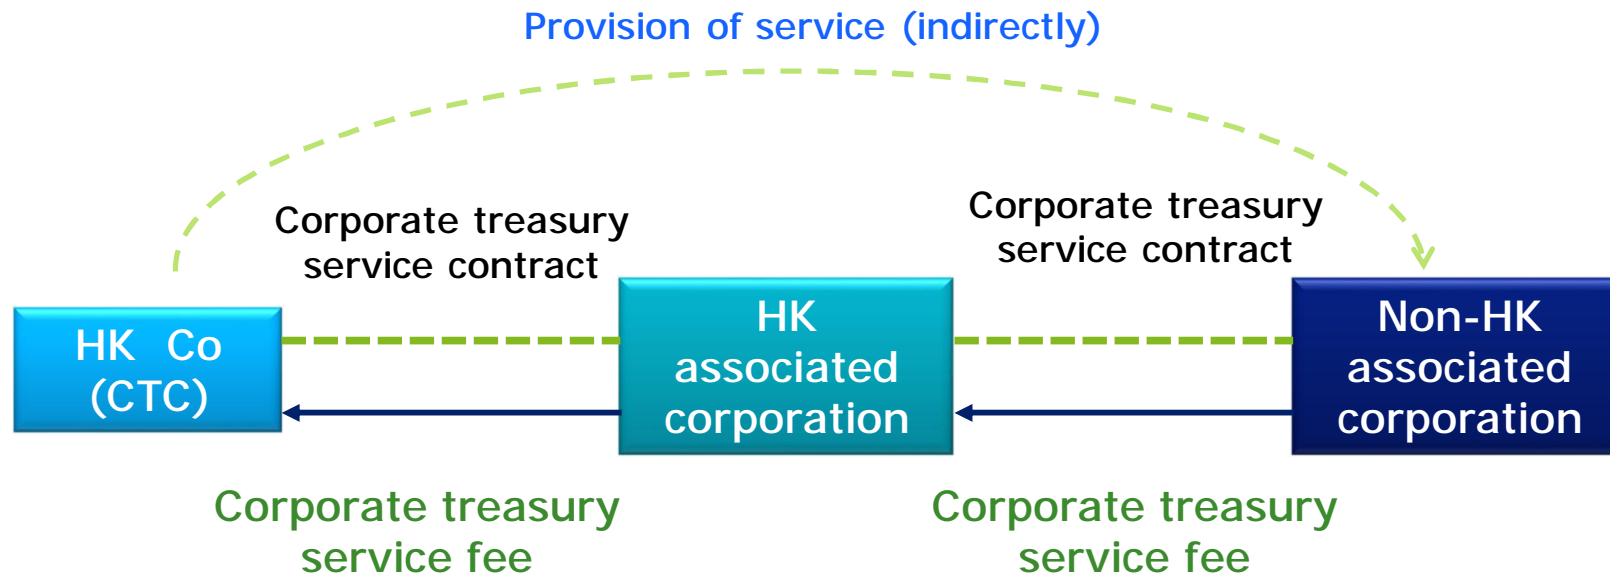 Provision of service (indirectly)
Corporate treasury
service contract
Corporate treasury
service contract
HK Co
(CTC)
HK
associated
corporation
Non-HK
associated
corporation
Corporate treasury
service fee
Corporate treasury
service fee